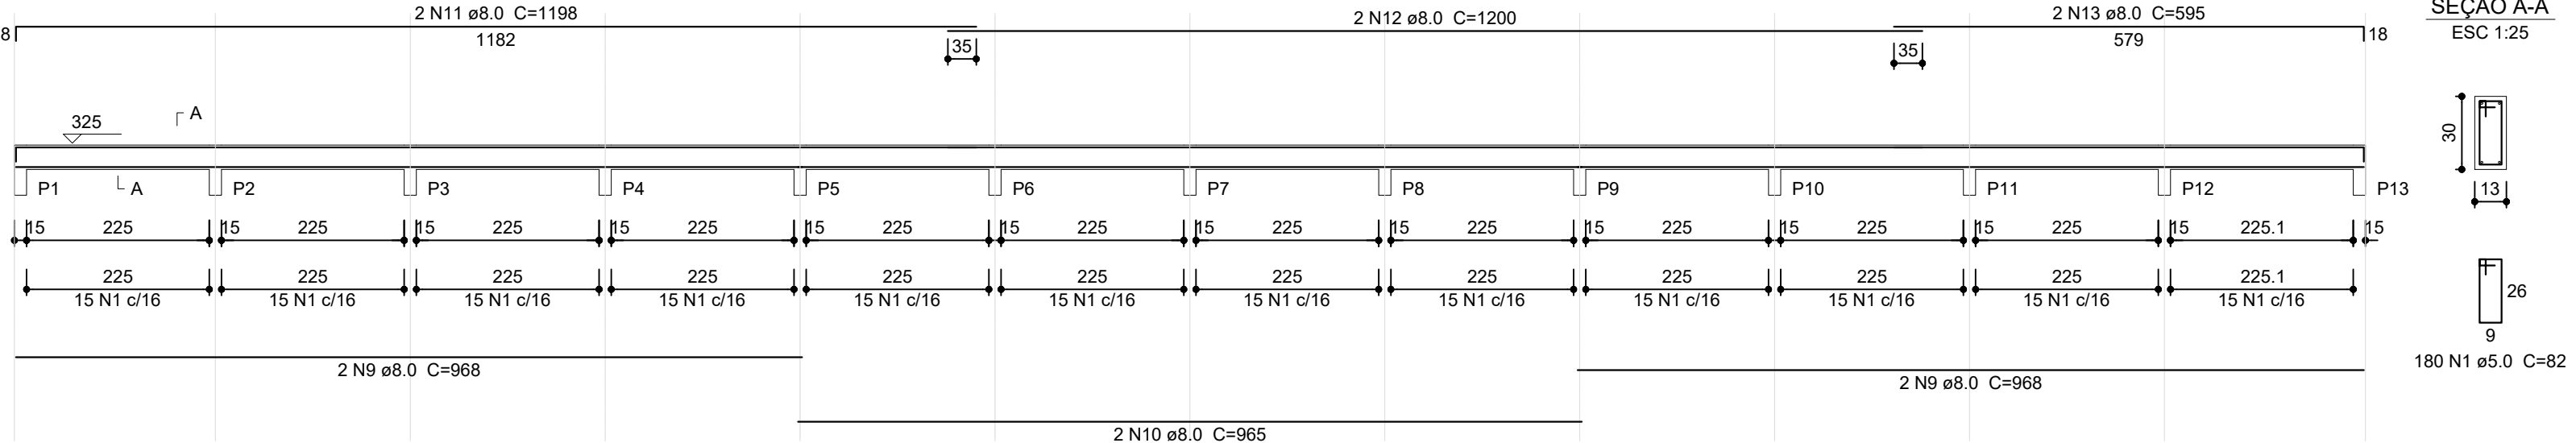 2 N11 ø8.0 C=1198
2 N12 ø8.0 C=1200
2 N13 ø8.0 C=595
SEÇÃO A-A
ESC 1:25
8
1182
35
35
579
18
325
A
A
30
13
P1 P2 P3 P4 P5 P6 P7 P8 P9 P10 P11 P12 P13
15 225 15 225 15 225 15 225 15 225 15 225 15 225 15 225 15 225 15 225 15 225 15 225.1 15
225 225 225 225 225 225 225 225 225 225 225 225.1
15 N1 c/16 15 N1 c/16 15 N1 c/16 15 N1 c/16 15 N1 c/16 15 N1 c/16 15 N1 c/16 15 N1 c/16 15 N1 c/16 15 N1 c/16 15 N1 c/16 15 N1 c/16
26
9
180 N1 ø5.0 C=82
2 N9 ø8.0 C=968
2 N9 ø8.0 C=968
2 N10 ø8.0 C=965